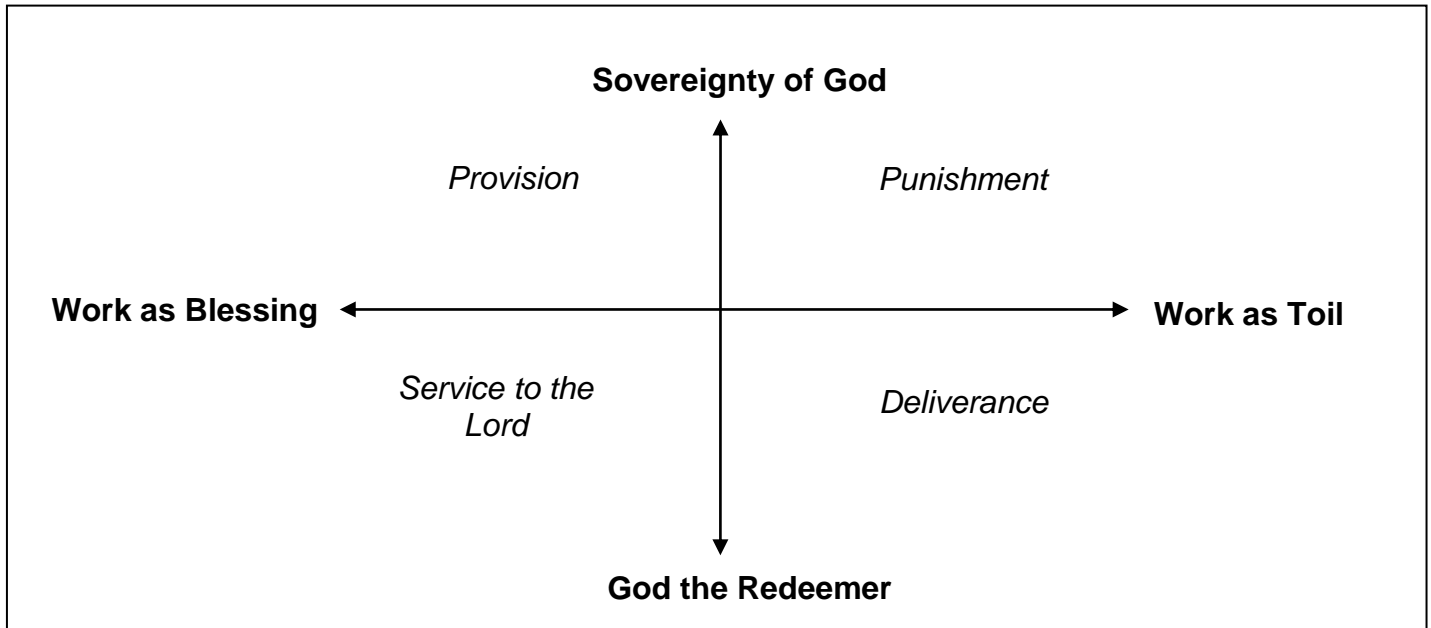 Sovereignty of God
Provision
Punishment
Work as Blessing
Work as Toil
Service to the
Lord
Deliverance
God the Redeemer